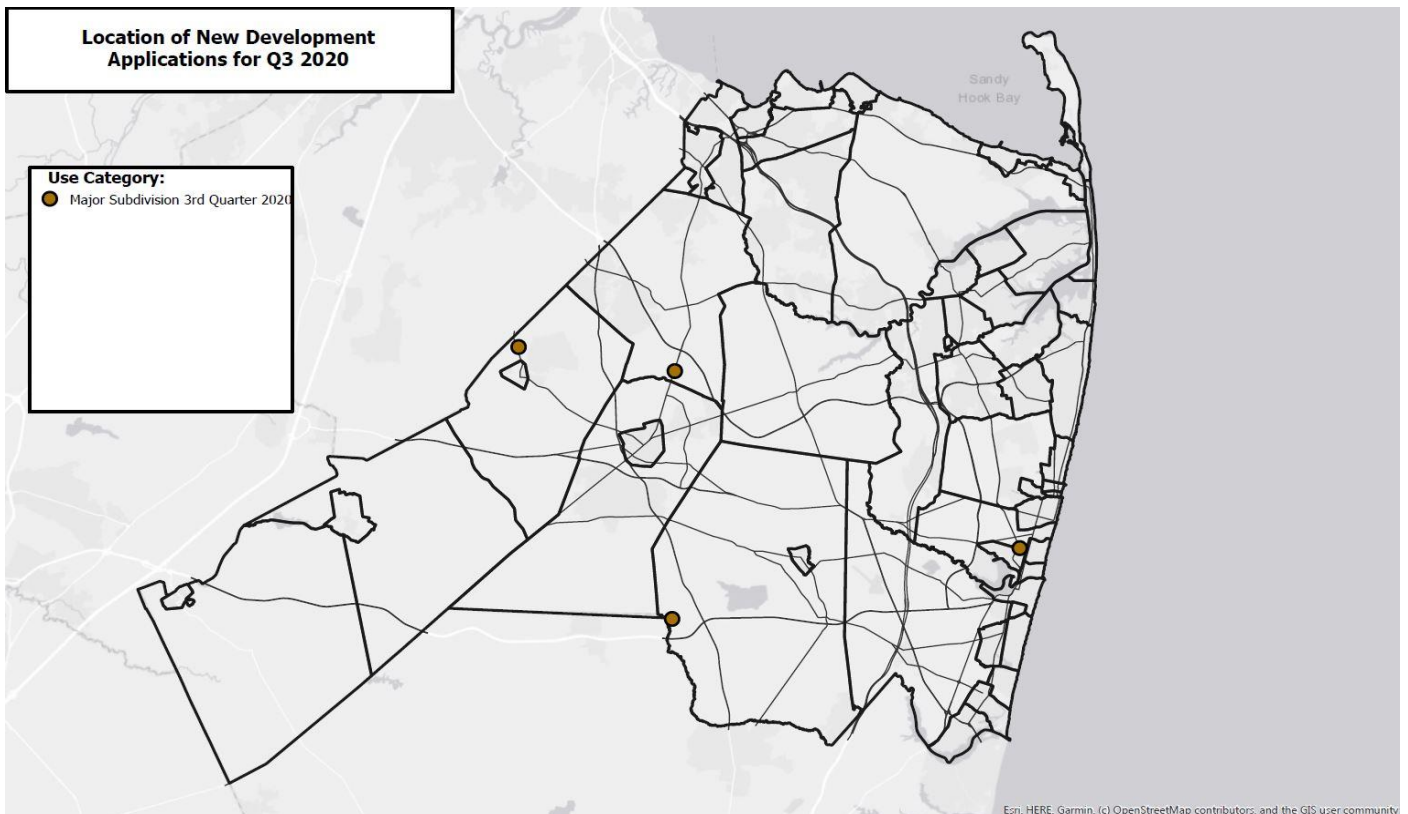 Location of New Development
Applications for Q3 2020
Sandy
Hook Bay
Use Category:
Major Subdivision 3rd Quarter 2020
Esri, HERE, Garmin, (c) OpenStreetMap contributors, and the GIS user community